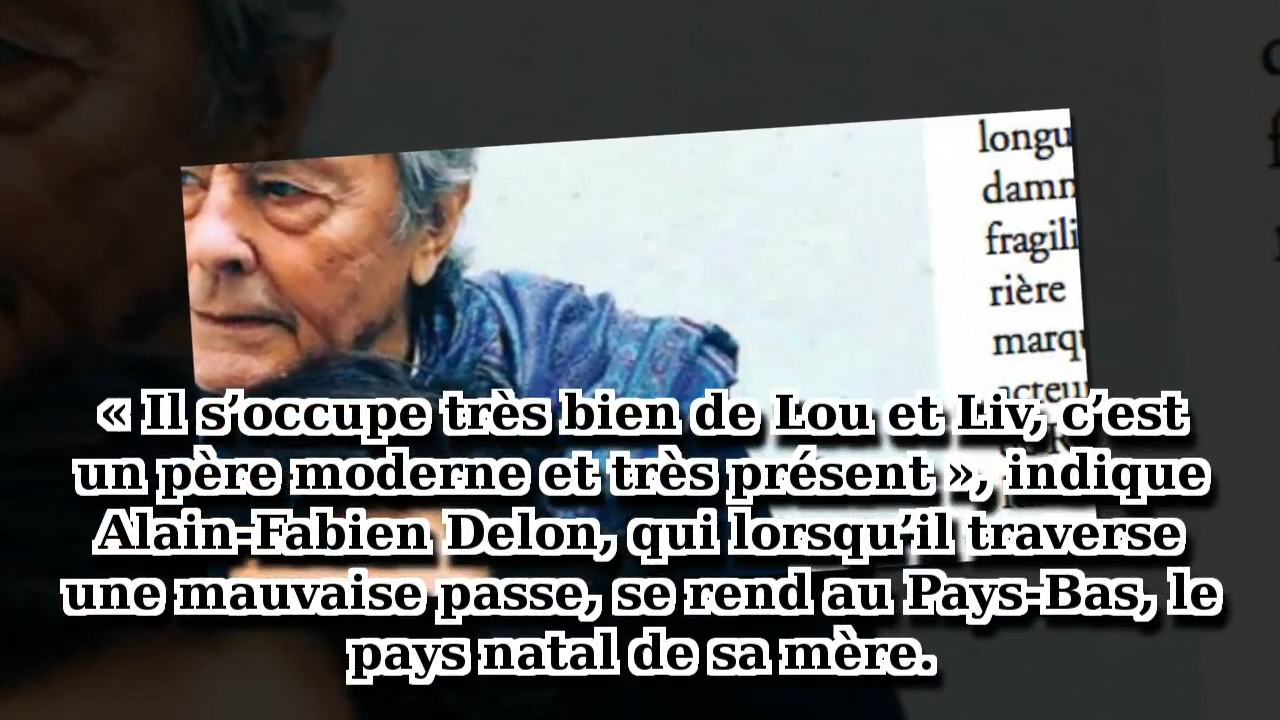 longu
damn
fragili
rière
marqu
acteur
« Il s’occupe très bien de Lou et Liv, c’est
un père moderne et très présent », indique
Alain-Fabien Delon, qui lorsqu’il traverse
une mauvaise passe, se rend au Pays-Bas, le
pays natal de sa mère.